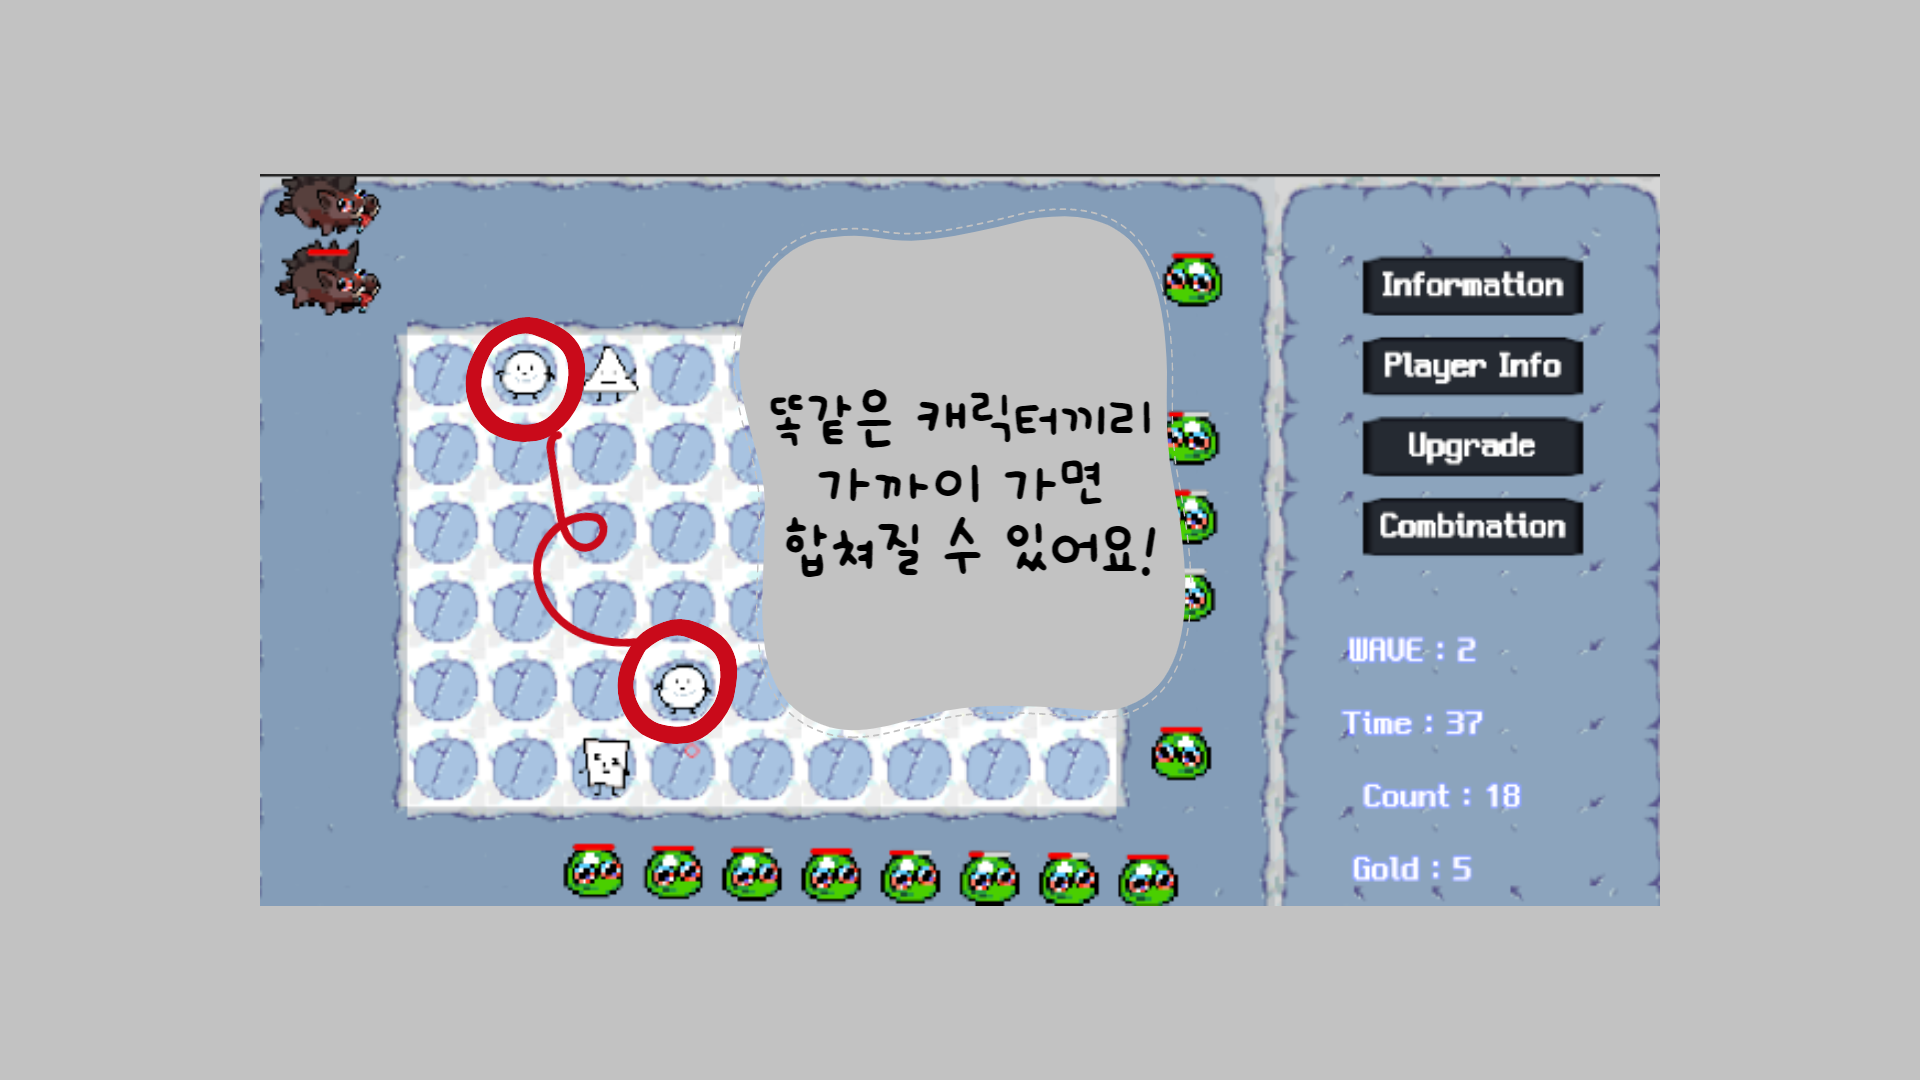 똑같은 캐릭터끼리
가까이 가면
합쳐질 수 있어요!
Information
Player Info
Upgrade
Combination
WAVE : 2
Time : 37
Count : 18
Gold : 5